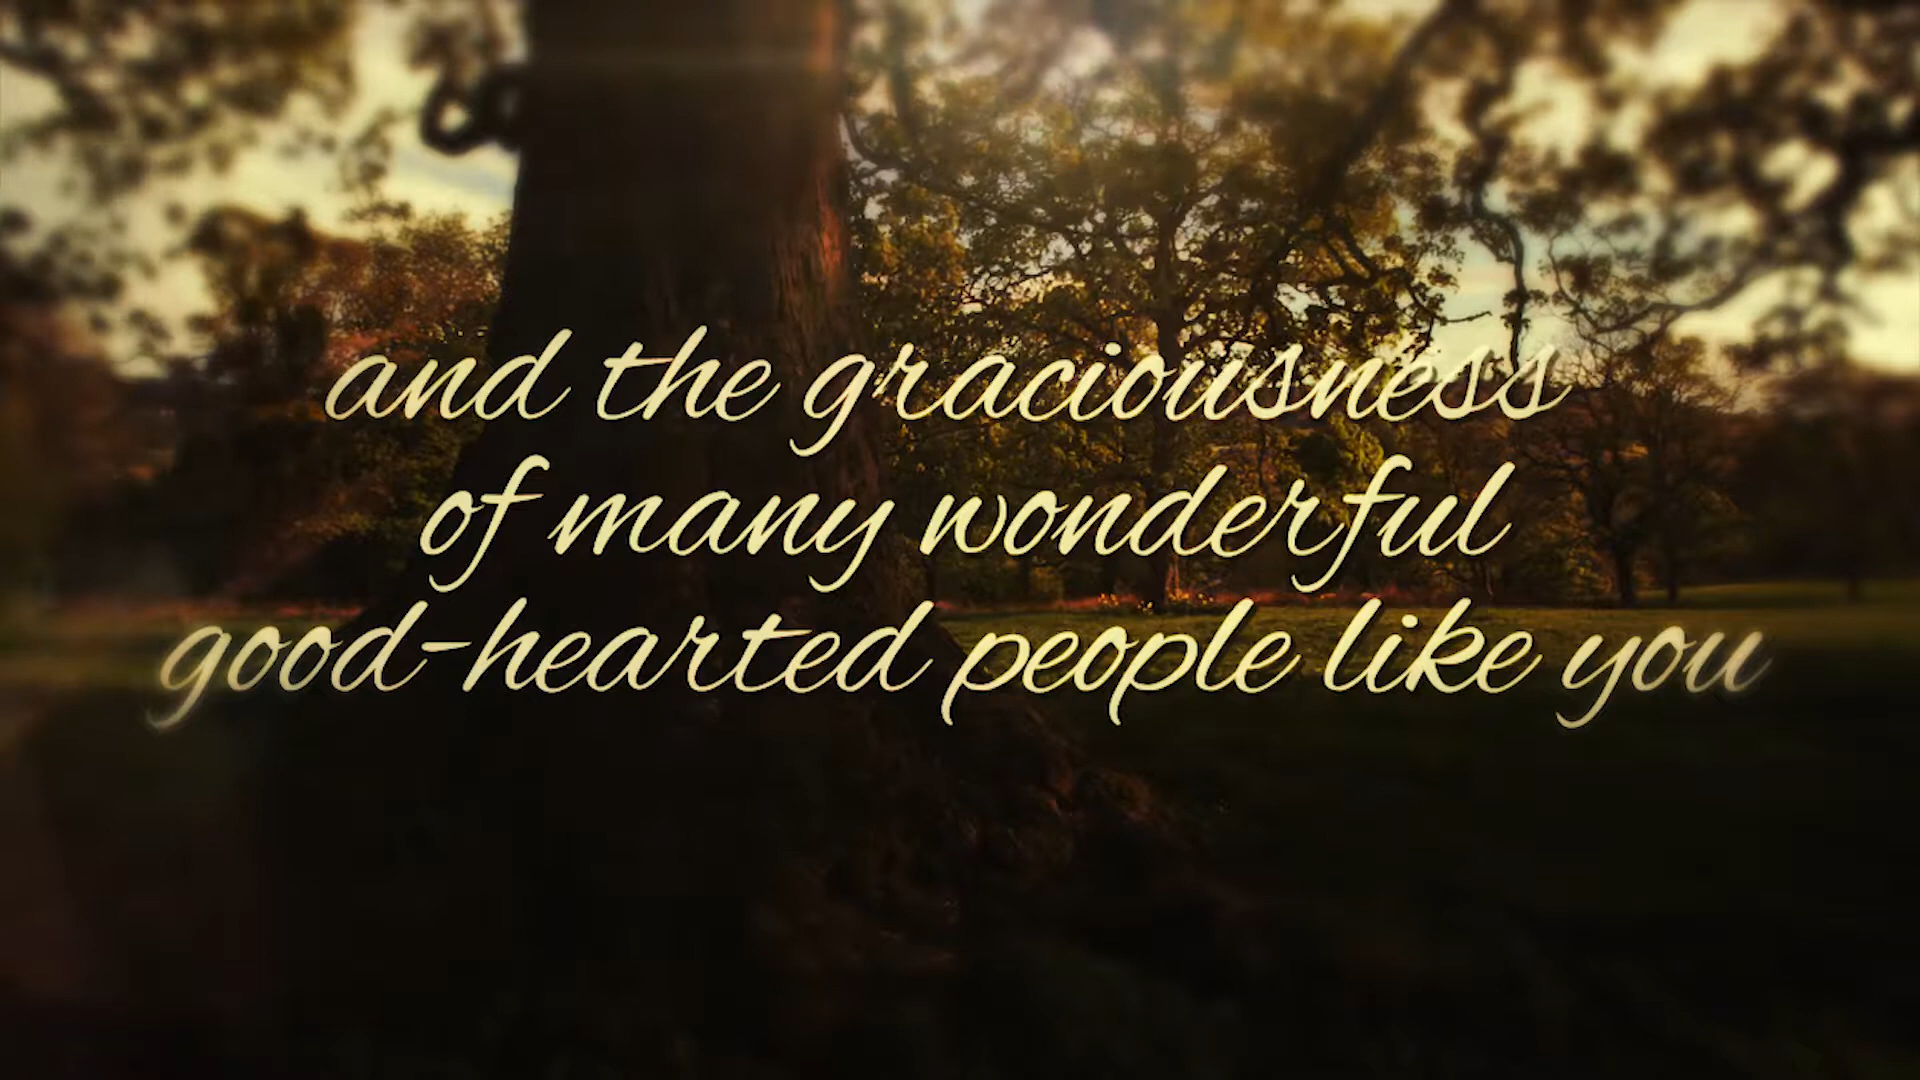 and the graciousness
of many wonderful
good-hearted people like you